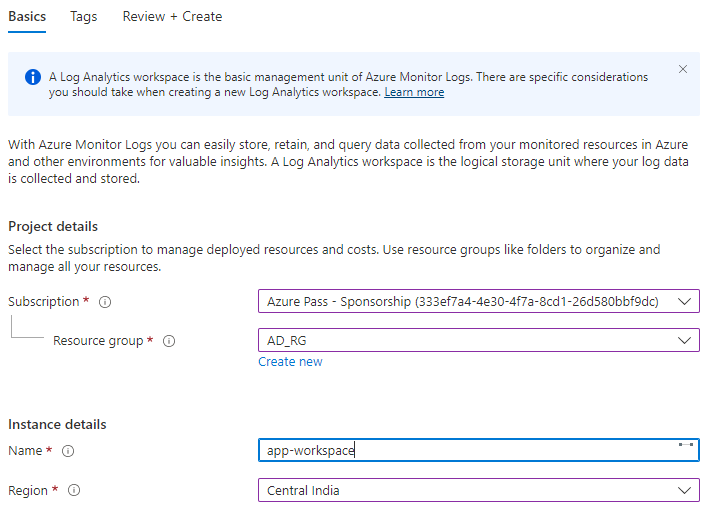 Basics Tags Review + Create
A Log Analytics workspace is the basic management unit of Azure Monitor Logs. There are specific considerations
you should take when creating a new Log Analytics workspace. Learn more
With Azure Monitor Logs you can easily store, retain, and query data collected from your monitored resources in Azure
and other environments for valuable insights. A Log Analytics workspace is the logical storage unit where your log data
is collected and stored.
Project details
Select the subscription to manage deployed resources and costs. Use resource groups like folders to organize and
manage all your resources.
Subscription * Azure Pass - Sponsorship (333ef7a4-4e30-4f7a-8cd1-26d580bbf9dc)
Resource group * AD_RG
Create new
Instance details
Name * app-workspace
Region * Central India